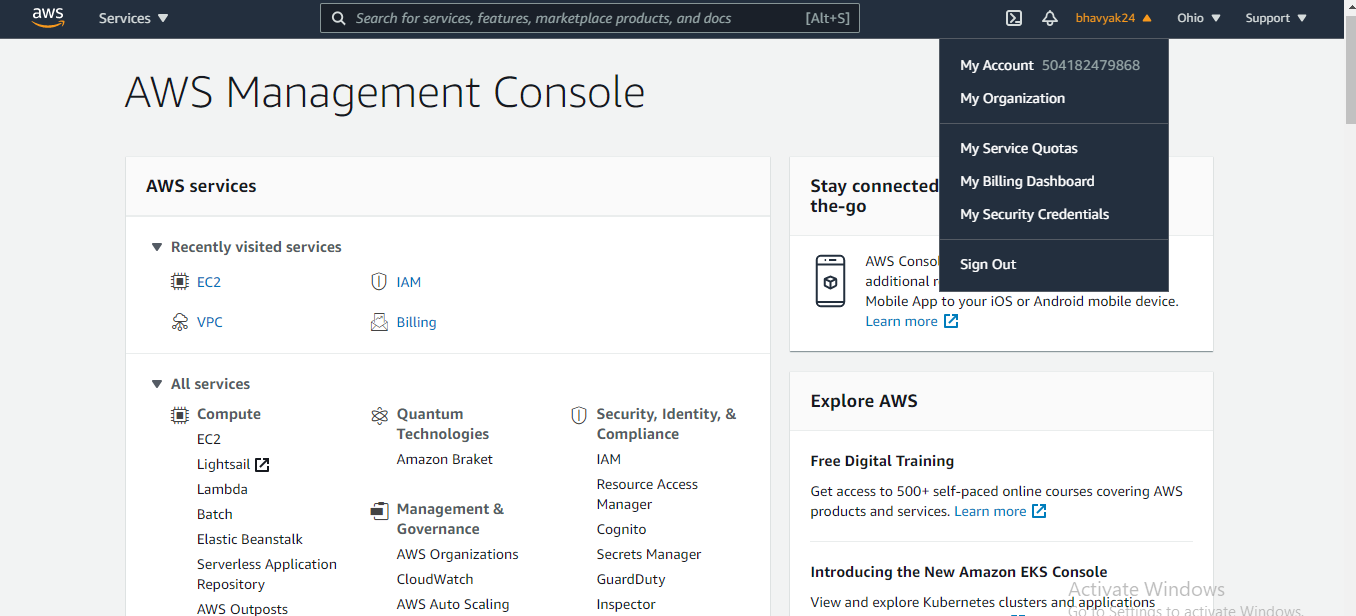 aws
Services
Search for services, features, marketplace products, and docs [Alt+S]
bhavyak24
Ohio
Support
My Account 504182479868
My Organization
My Service Quotas
My Billing Dashboard
My Security Credentials
Sign Out
AWS Management Console
AWS services
Recently visited services
EC2
IAM
VPC
Billing
All services
Compute
EC2
Lightsail
Lambda
Batch
Elastic Beanstalk
Serverless Application
Repository
AWS Outposts
Quantum
Technologies
Amazon Braket
Management &
Governance
AWS Organizations
CloudWatch
AWS Auto Scaling
Security, Identity, &
Compliance
IAM
Resource Access
Manager
Cognito
Secrets Manager
GuardDuty
Inspector
Stay connected
the-go
AWS
additional
Mobile App to your iOS or Android mobile device.
Learn more
Explore AWS
Free Digital Training
Get access to 500+ self-paced online courses covering AWS
products and services. Learn more
Introducing the New Amazon EKS Console
View and explore Kubernetes clusters and applications
Activate Windows
Go to Settings to activate Windows.